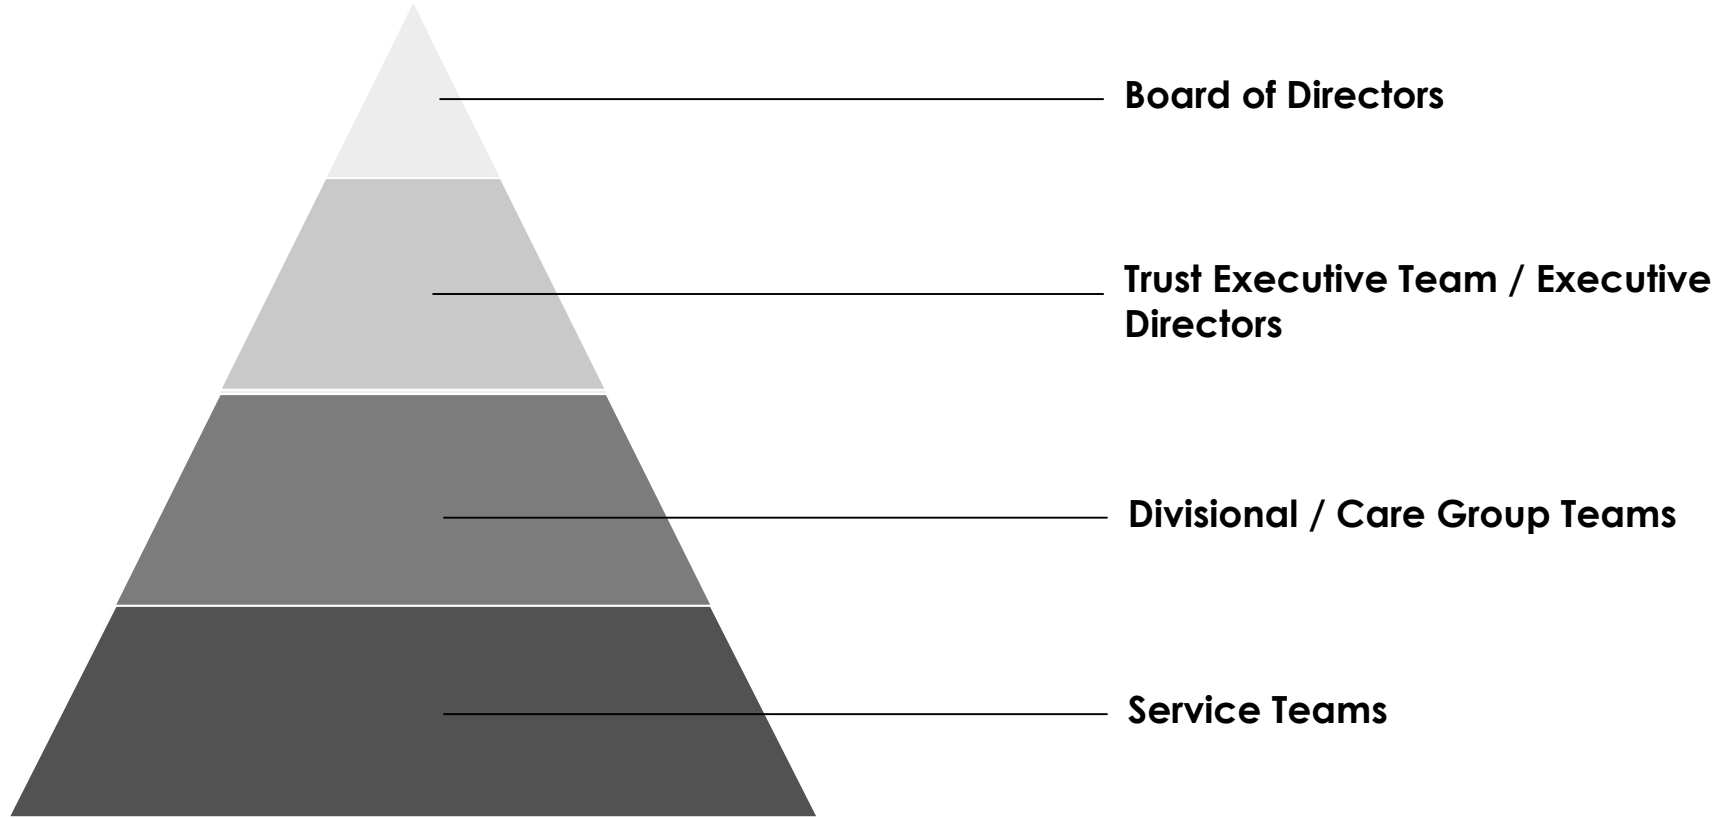 Board of Directors
Trust Executive Team / Executive
Directors
Divisional / Care Group Teams
Service Teams